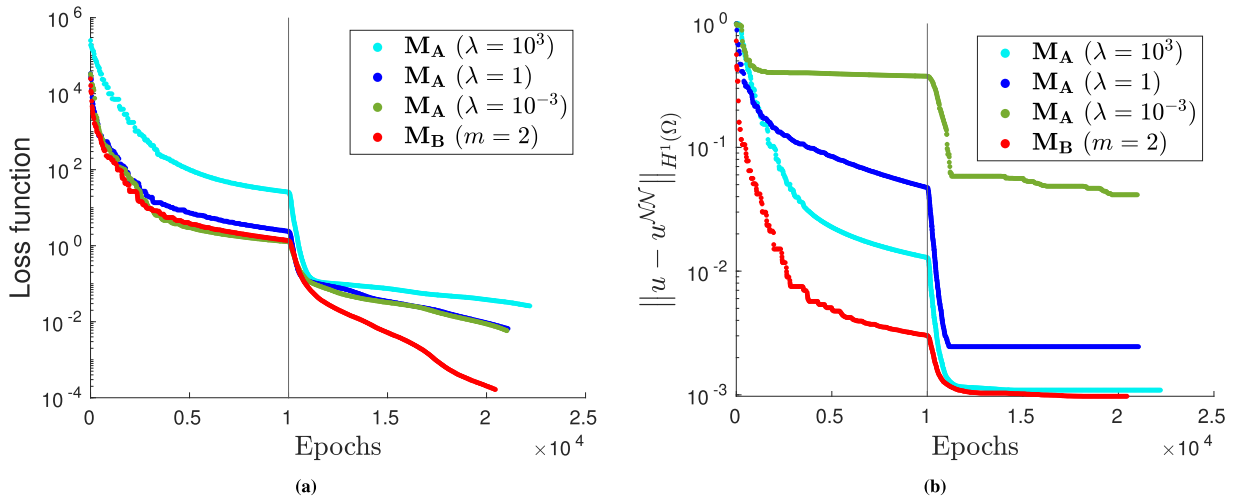 10^6
10^4
10^2
10^0
10^-2
10^-4
Loss function
0 0.5 1 1.5 2 2.5
Epochs
×10^4
M_A (λ = 10^3)
M_A (λ = 1)
M_A (λ = 10^-3)
M_B (m = 2)
(a)
10^0
10^-1
10^-2
10^-3
||u − u^𝒩𝒩||_H^1(Ω)
0 0.5 1 1.5 2 2.5
Epochs
×10^4
M_A (λ = 10^3)
M_A (λ = 1)
M_A (λ = 10^-3)
M_B (m = 2)
(b)